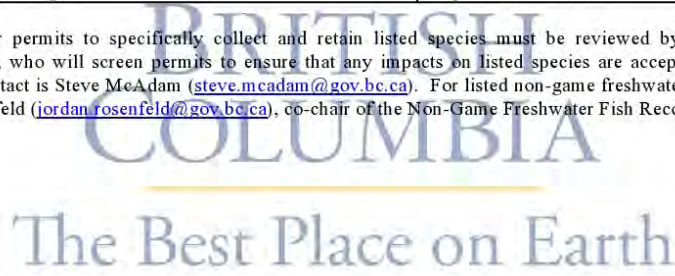 r permits to specifically collect and retain listed species must be reviewed by
, who will screen permits to ensure that any impacts on listed species are accep
tact is Steve McAdam (steve.mcadam@gov.bc.ca). For listed non-game freshwate
feld (jordan.rosenfeld@gov.bc.ca), co-chair of the Non-Game Freshwater Fish Reco
BRITISH
COLUMBIA
The Best Place on Earth